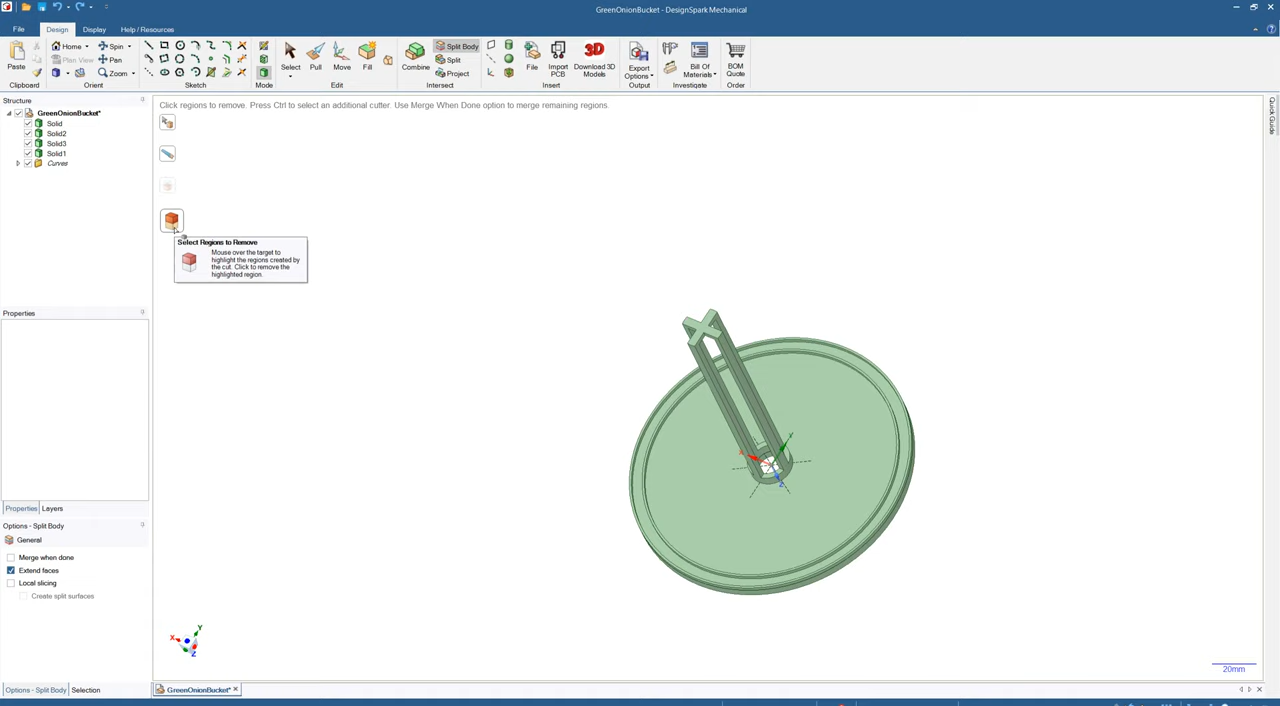 GreenOnionBucket* - DesignSpark Mechanical
File
Design
Display
Help / Resources
Paste
Clipboard
Home
Plan View
Spin
Pan
Zoom
Orient
Sketch
Mode
Select
Pull
Move
Fill
Edit
Combine
Split Body
Split
Project
Intersect
File
Import PCB
Download 3D Models
Insert
Export Options
Output
Bill Of Materials
Investigate
BOM Quote
Order
Structure
GreenOnionBucket*
Solid
Solid2
Solid3
Solid1
Curves
Click regions to remove. Press Ctrl to select an additional cutter. Use Merge When Done option to merge remaining regions.
Quick Guide
Select Regions to Remove
Mouse over the target to
highlight the regions created by
the cut. Click to remove the
highlighted region.
Properties
Properties
Layers
Options - Split Body
General
Merge when done
Extend faces
Local slicing
Create split surfaces
X
Y
Z
20mm
Options - Split Body
Selection
GreenOnionBucket*